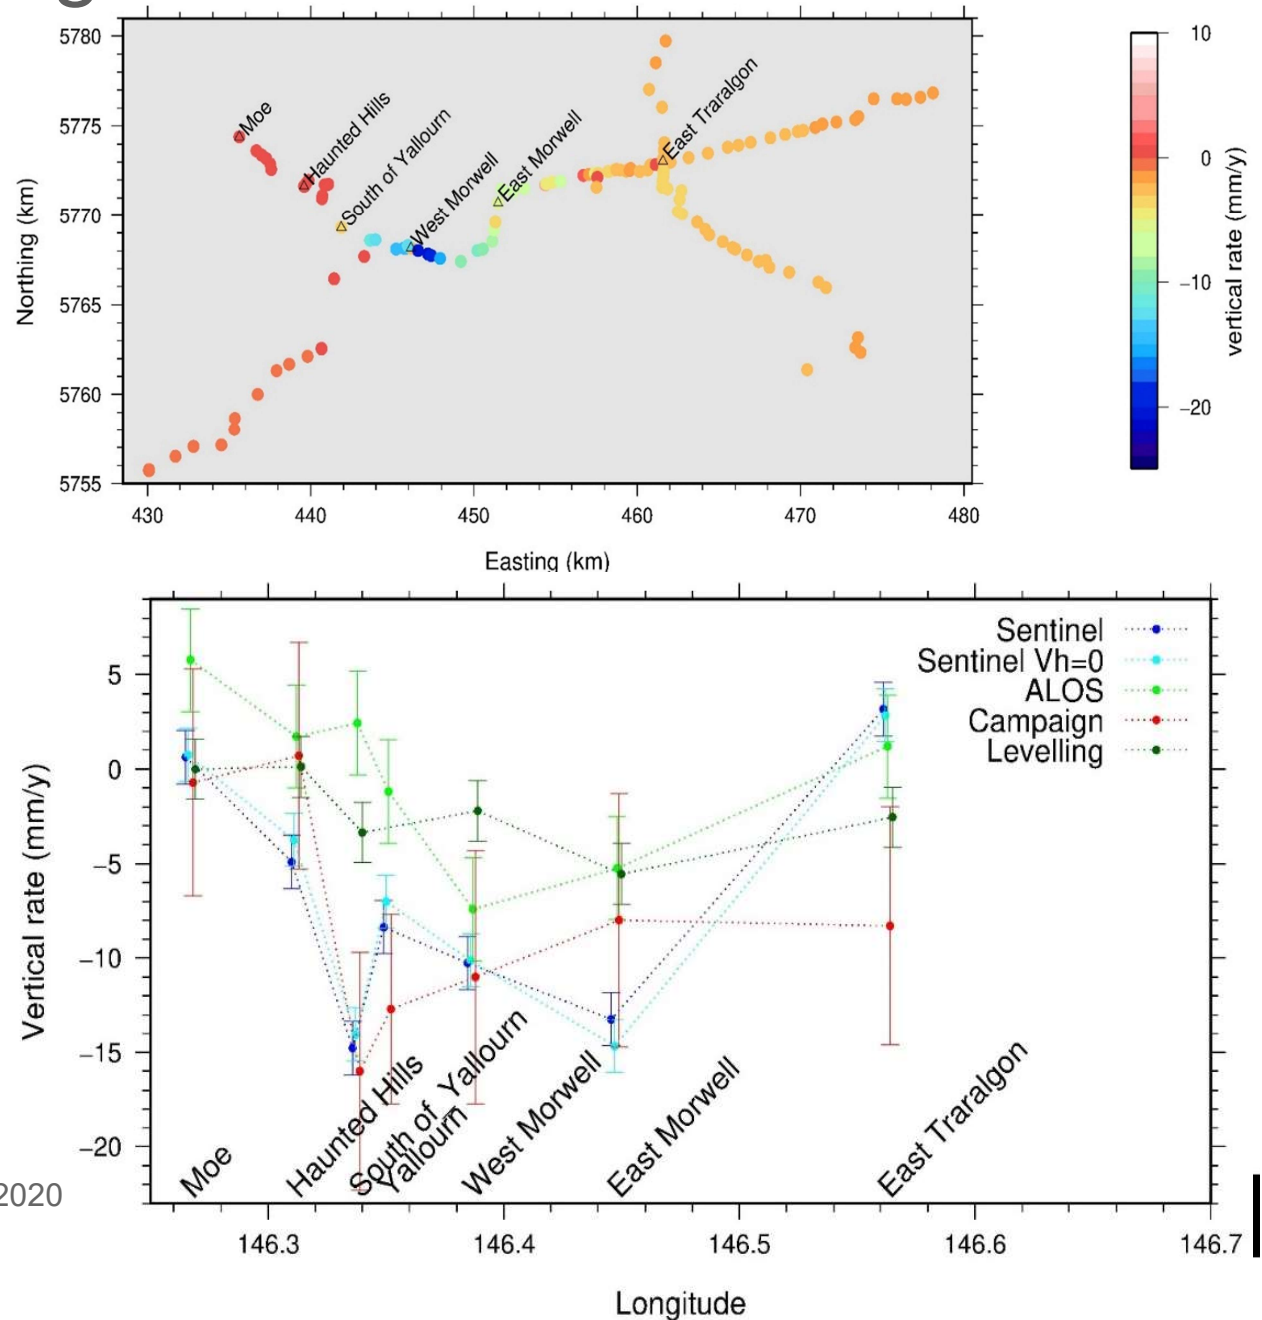 5780
5775
5770
5765
5760
5755
Northing (km)
Moe
Haunted Hills
South of Yallourn
West Morwell
East Morwell
East Traralgon
430 440 450 460 470 480
Easting (km)
10
0
−10
−20
vertical rate (mm/y)
Sentinel
Sentinel Vh=0
ALOS
Campaign
Levelling
5
0
−5
−10
−15
−20
Vertical rate (mm/y)
Moe
Haunted Hills
South of Yallourn
Yallourn
West Morwell
East Morwell
East Traralgon
2020
146.3 146.4 146.5 146.6 146.7
Longitude